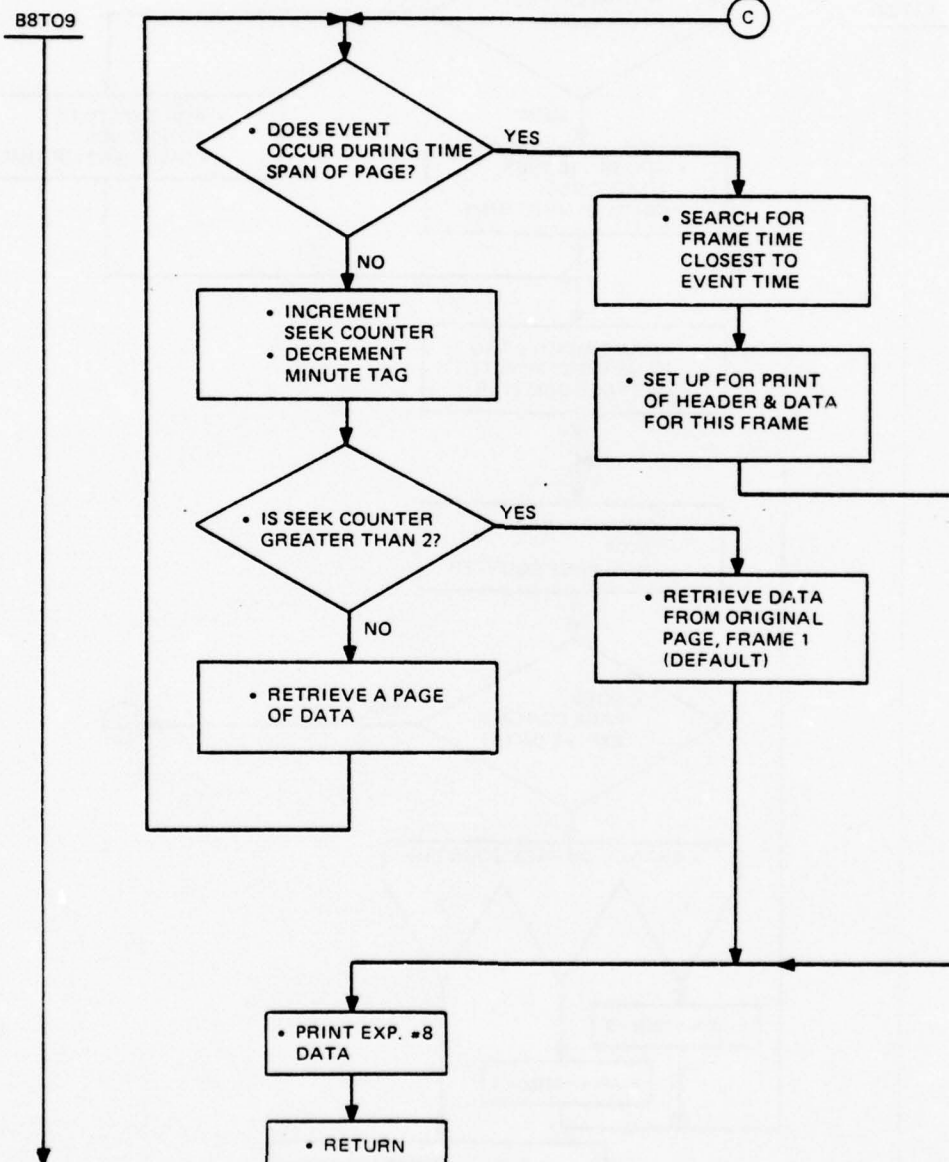 B8TO9
C
• DOES EVENT
OCCUR DURING TIME
SPAN OF PAGE?
YES
NO
• SEARCH FOR
FRAME TIME
CLOSEST TO
EVENT TIME
• INCREMENT
SEEK COUNTER
• DECREMENT
MINUTE TAG
• SET UP FOR PRINT
OF HEADER & DATA
FOR THIS FRAME
• IS SEEK COUNTER
GREATER THAN 2?
YES
NO
• RETRIEVE DATA
FROM ORIGINAL
PAGE, FRAME 1
(DEFAULT)
• RETRIEVE A PAGE
OF DATA
• PRINT EXP. #8
DATA
• RETURN